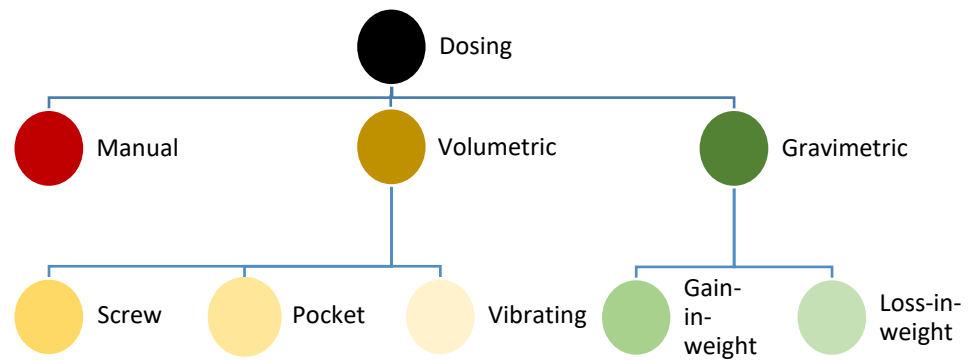 Dosing
Manual
Volumetric
Gravimetric
Screw
Pocket
Vibrating
Gain-
in-
weight
Loss-in-
weight